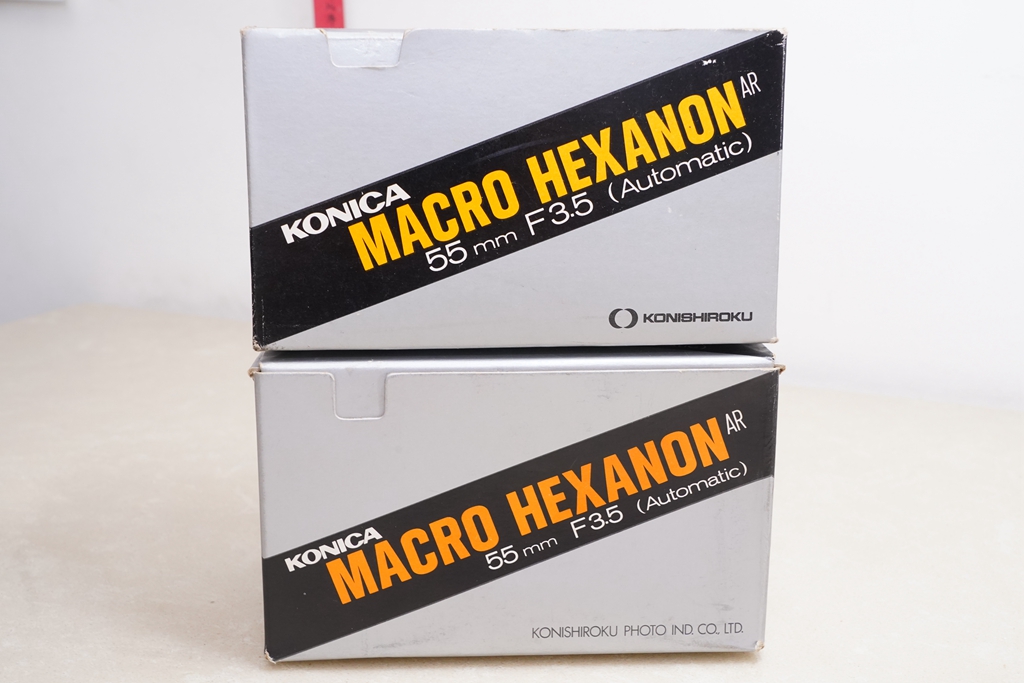 KONICA
MACRO HEXANON AR
55 mm F3.5 (Automatic)
KONISHIROKU
KONICA
MACRO HEXANON AR
55 mm F3.5 (Automatic)
KONISHIROKU PHOTO IND. CO., LTD.